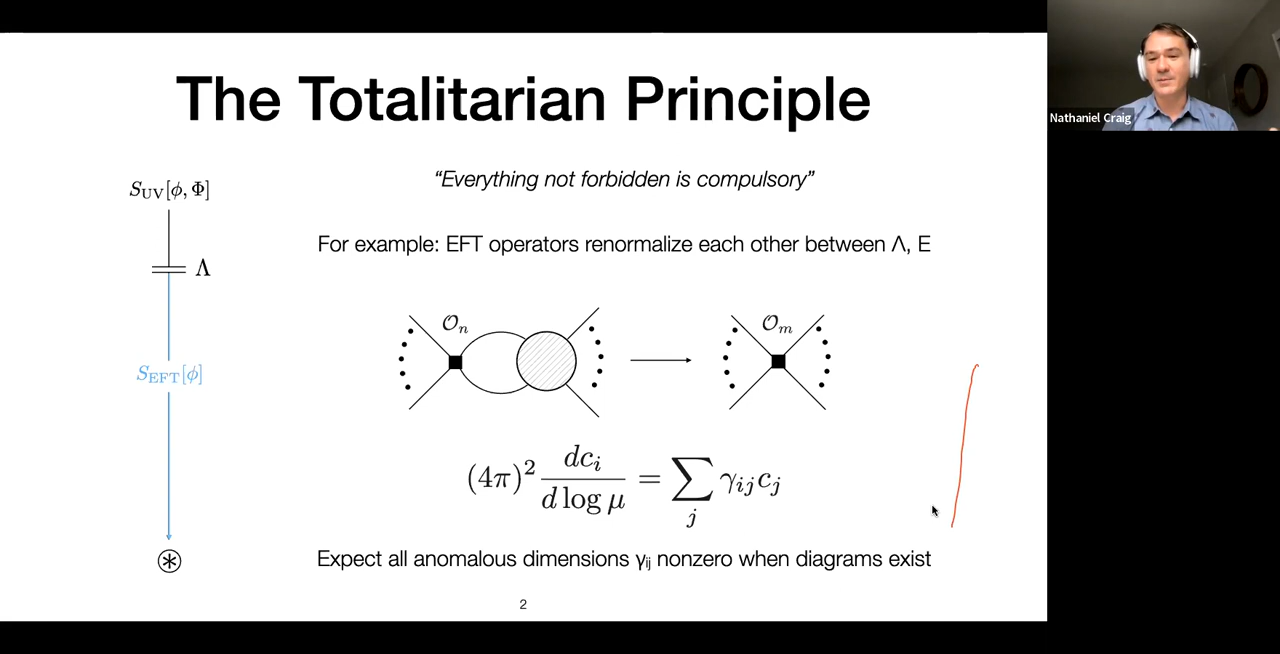 The Totalitarian Principle
Nathaniel Craig
“Everything not forbidden is compulsory”
S_UV[ϕ, Φ]
For example: EFT operators renormalize each other between Λ, E
Λ
𝒪_n
𝒪_m
S_EFT[ϕ]
(4π)² dc_i / d log μ = ∑_j γ_ij c_j
Expect all anomalous dimensions γ_ij nonzero when diagrams exist
2